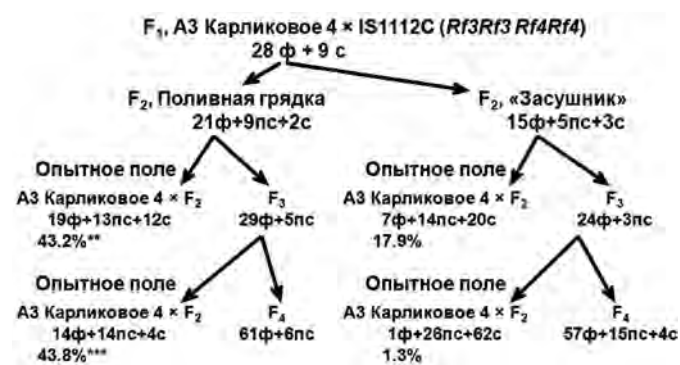 F1, А3 Карликовое 4 × IS1112C (Rf3Rf3 Rf4Rf4)
28 ф + 9 с
F2, Поливная грядка
21ф+9пс+2с
F2, «Засушник»
15ф+5пс+3с
Опытное поле
А3 Карликовое 4 × F2
19ф+13пс+12с
43.2%**
F3
29ф+5пс
Опытное поле
А3 Карликовое 4 × F2
7ф+14пс+20с
17.9%
F3
24ф+3пс
Опытное поле
А3 Карликовое 4 × F2
14ф+14пс+4с
43.8%***
F4
61ф+6пс
Опытное поле
А3 Карликовое 4 × F2
1ф+26пс+62с
1.3%
F4
57ф+15пс+4с